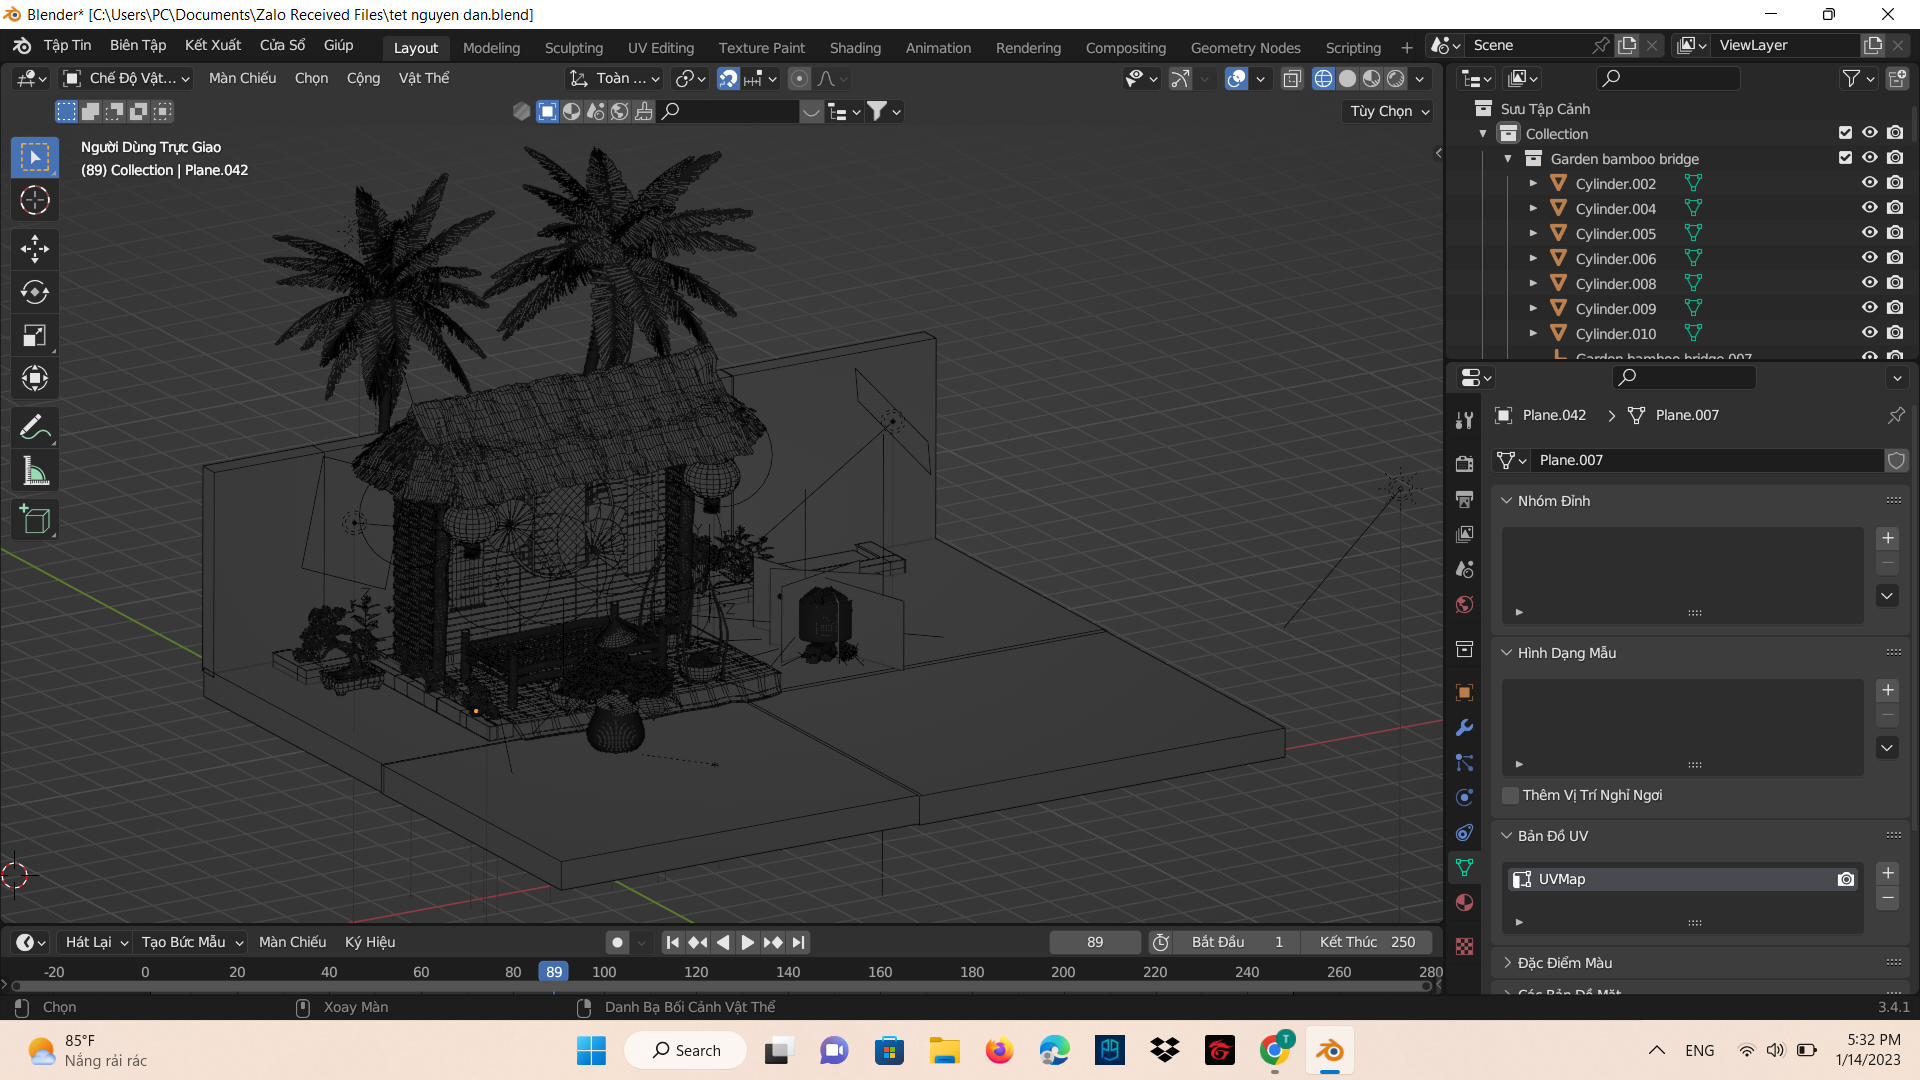 Blender* [C:\Users\PC\Documents\Zalo Received Files\tet nguyen dan.blend]
Tập Tin Biên Tập Kết Xuất Cửa Sổ Giúp Layout Modeling Sculpting UV Editing Texture Paint Shading Animation Rendering Compositing Geometry Nodes Scripting Scene ViewLayer
Chế Độ Vật... Màn Chiếu Chọn Cộng Vật Thể Toàn ...
Tùy Chọn
Người Dùng Trực Giao
(89) Collection | Plane.042
Sưu Tập Cảnh
Collection
Garden bamboo bridge
Cylinder.002
Cylinder.004
Cylinder.005
Cylinder.006
Cylinder.008
Cylinder.009
Cylinder.010
Garden bamboo bridge.007
Plane.042 Plane.007
Plane.007
Nhóm Đỉnh
Hình Dạng Mẫu
Thêm Vị Trí Nghỉ Ngơi
Bản Đồ UV
UVMap
Đặc Điểm Màu
Các Bản Đồ Mặt
Hát Lại Tạo Bức Mẫu Màn Chiếu Ký Hiệu 89 Bắt Đầu 1 Kết Thúc 250
-20 0 20 40 60 80 89 100 120 140 160 180 200 220 240 260 280
Chọn Xoay Màn Danh Bạ Bối Cảnh Vật Thể 3.4.1
85°F
Nắng rải rác
Search
T
ENG
5:32 PM
1/14/2023